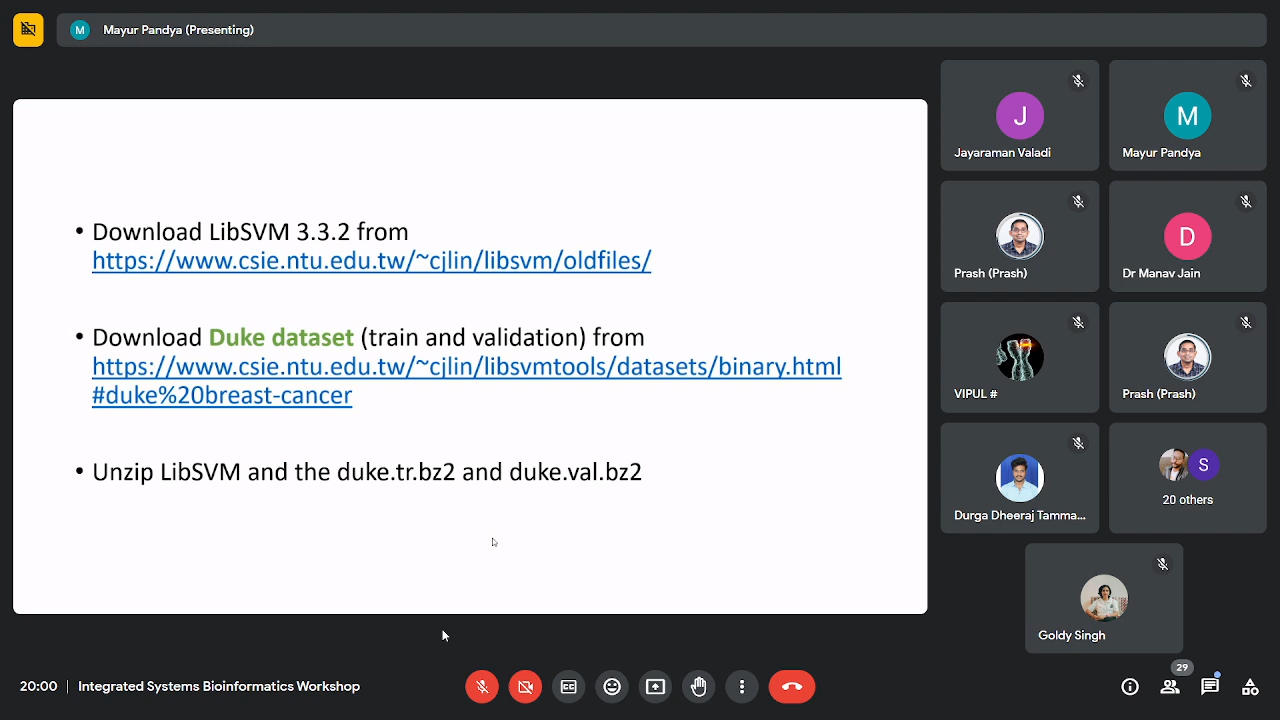 M Mayur Pandya (Presenting)
• Download LibSVM 3.3.2 from
https://www.csie.ntu.edu.tw/~cjlin/libsvm/oldfiles/
• Download Duke dataset (train and validation) from
https://www.csie.ntu.edu.tw/~cjlin/libsvmtools/datasets/binary.html
#duke%20breast-cancer
• Unzip LibSVM and the duke.tr.bz2 and duke.val.bz2
J
Jayaraman Valadi
M
Mayur Pandya
Prash (Prash)
D
Dr Manav Jain
VIPUL #
Prash (Prash)
Durga Dheeraj Tamma...
S
20 others
Goldy Singh
20:00 | Integrated Systems Bioinformatics Workshop
29